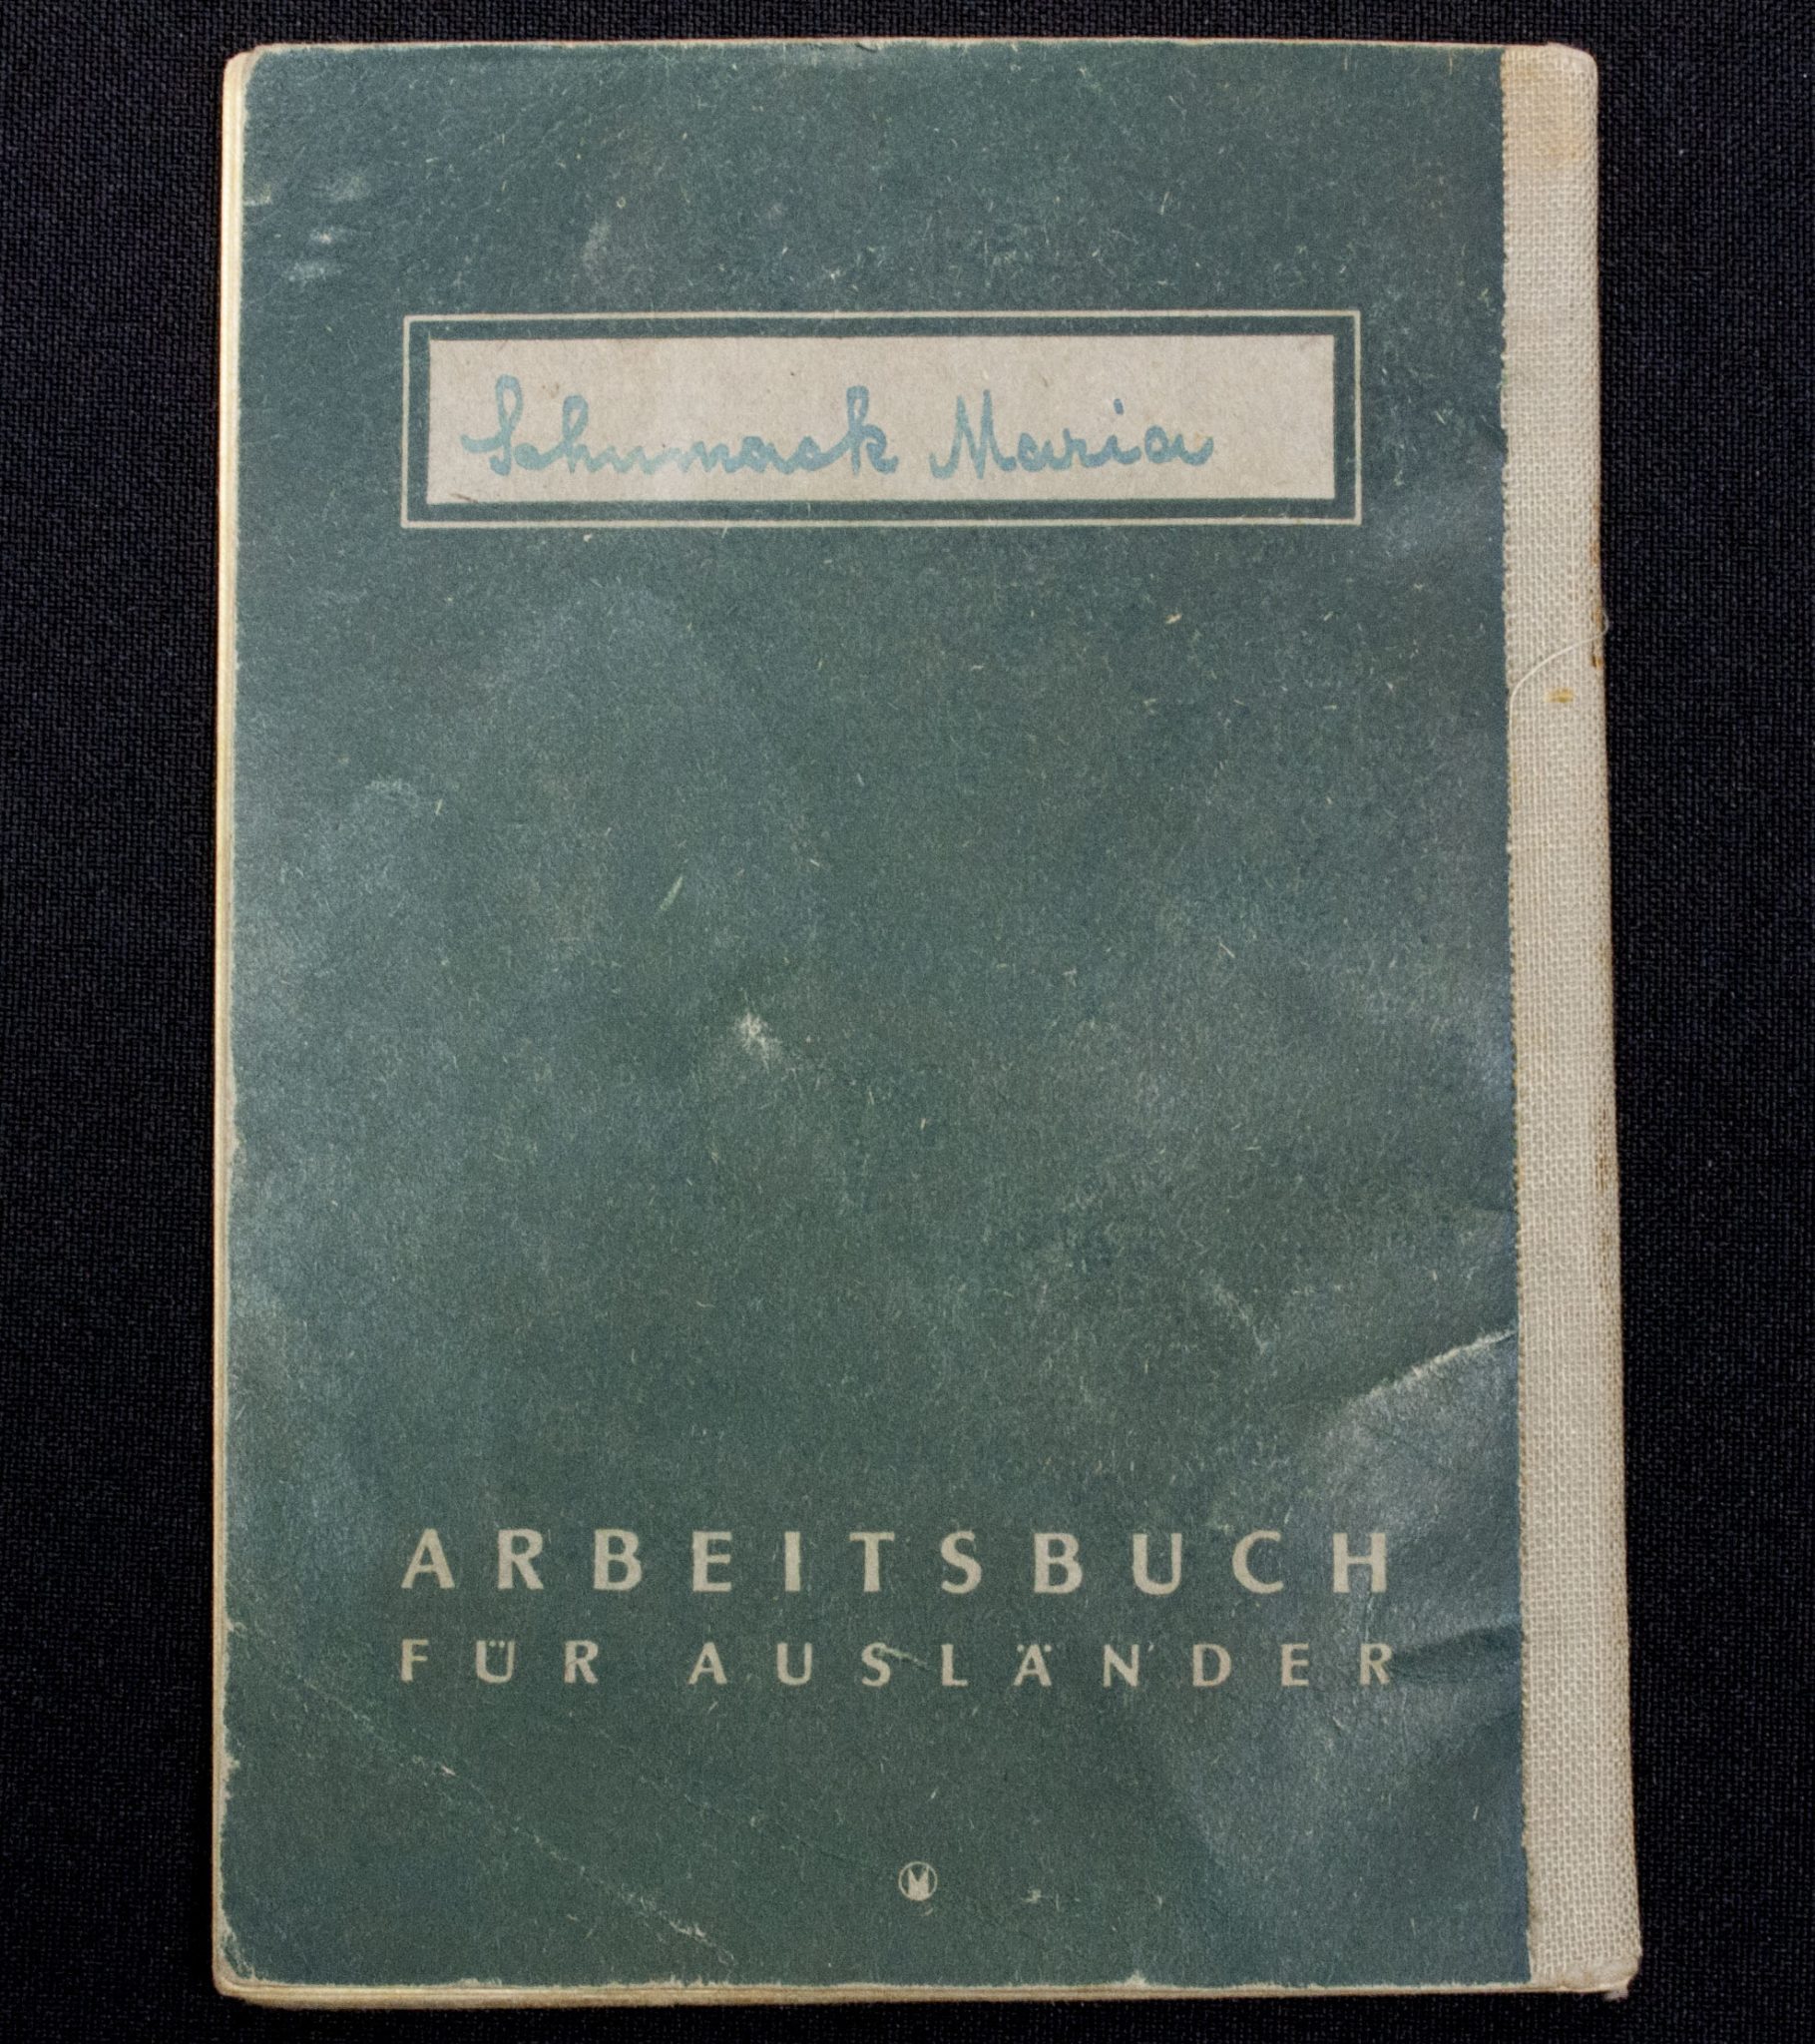 Schumack Maria
ARBEITSBUCH
FÜR AUSLÄNDER